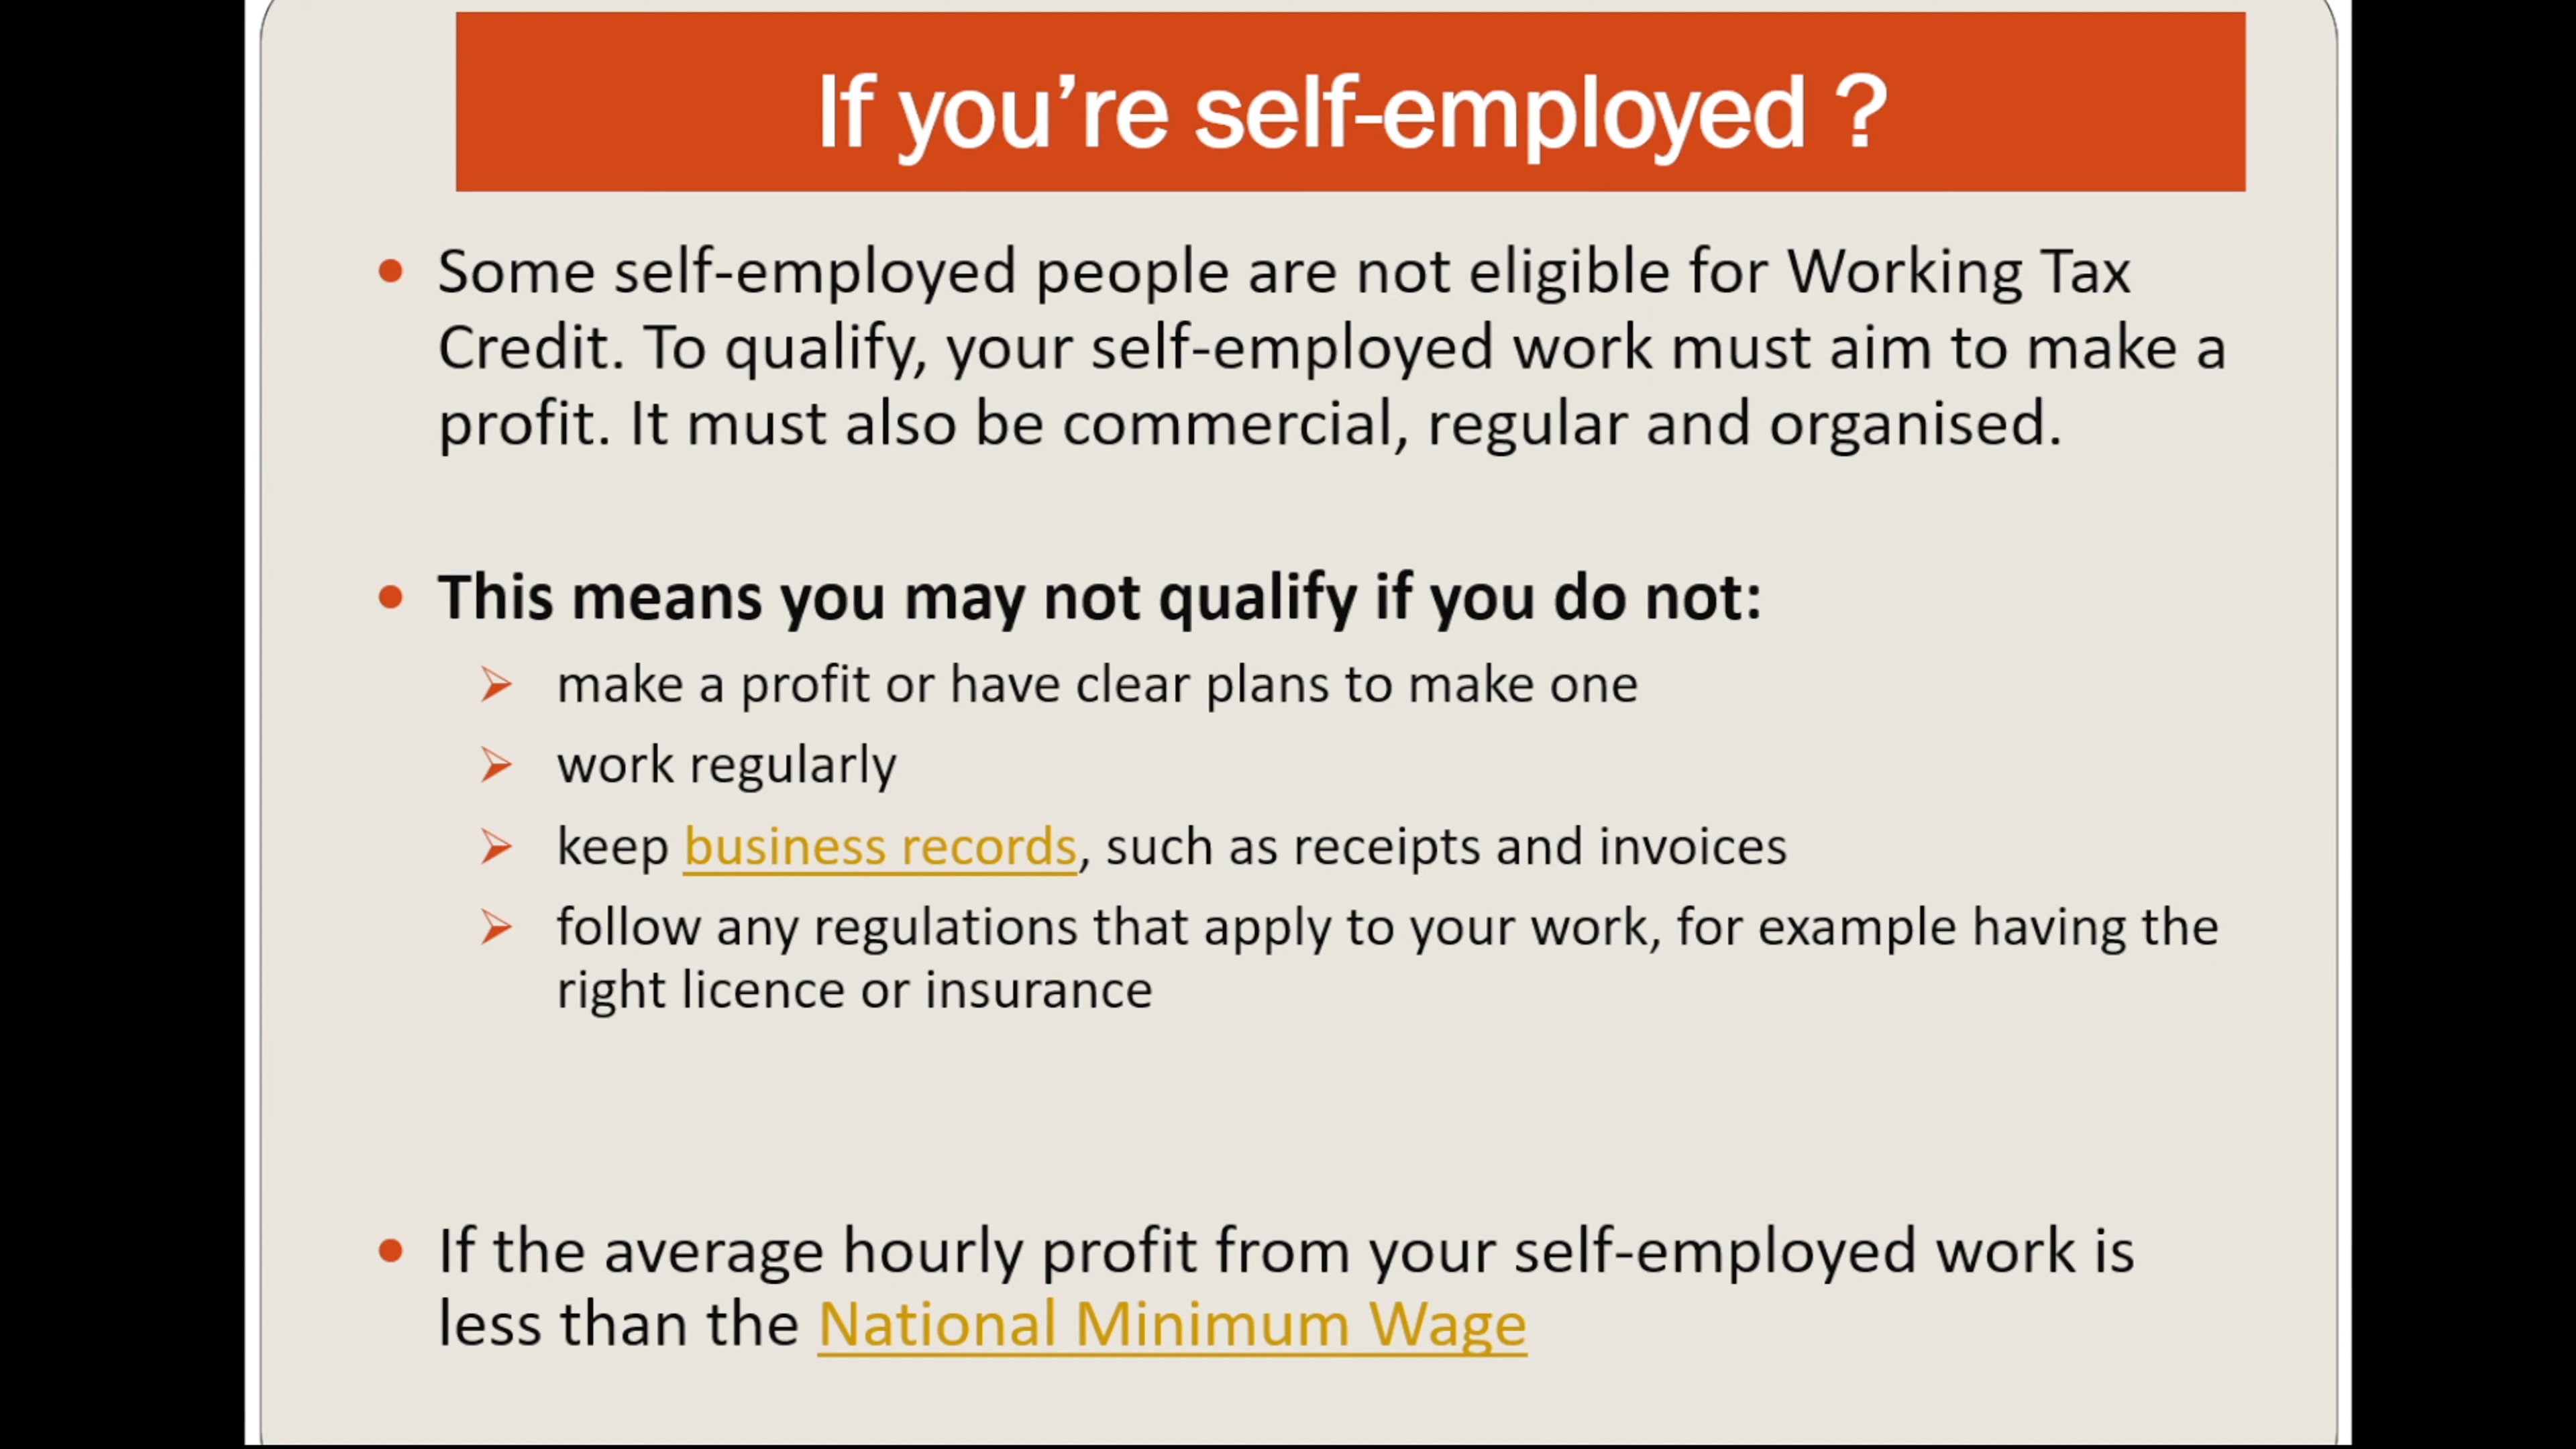 If you’re self-employed ?
Some self-employed people are not eligible for Working Tax
Credit. To qualify, your self-employed work must aim to make a
profit. It must also be commercial, regular and organised.
This means you may not qualify if you do not:
make a profit or have clear plans to make one
work regularly
keep business records, such as receipts and invoices
follow any regulations that apply to your work, for example having the
right licence or insurance
If the average hourly profit from your self-employed work is
less than the National Minimum Wage